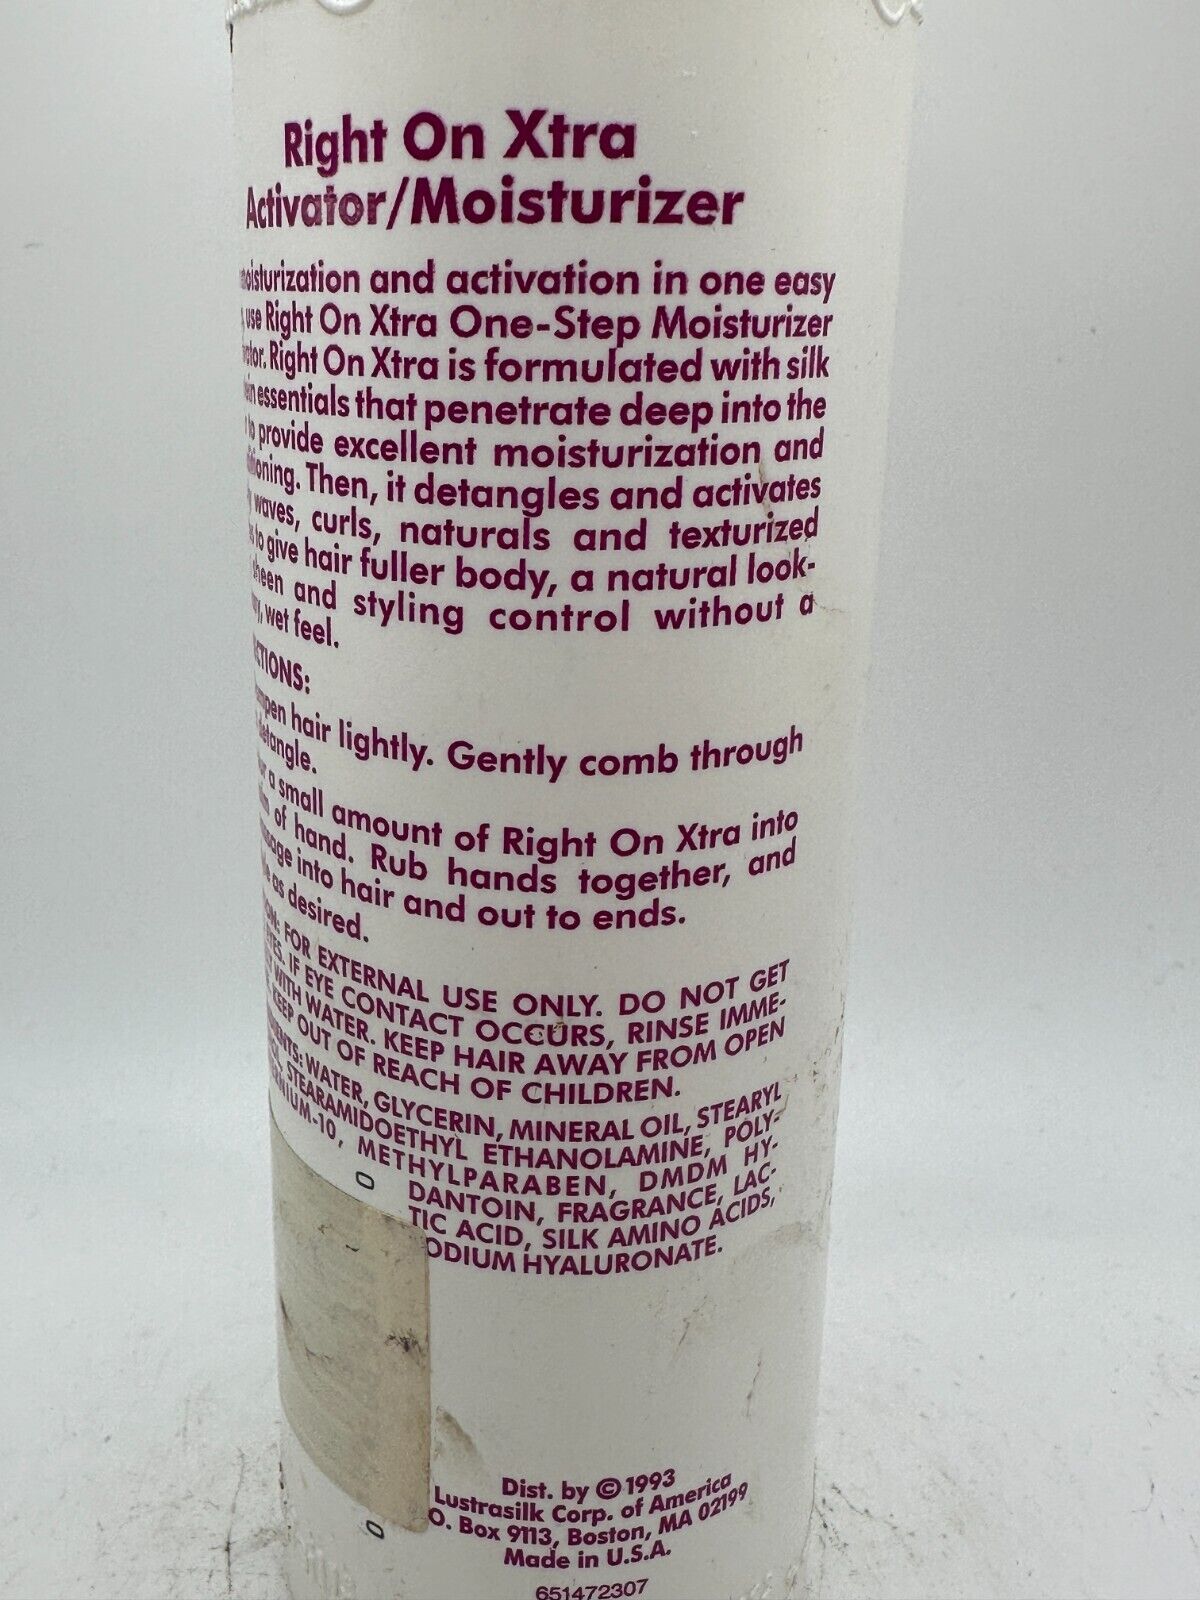 Right On Xtra
Activator/Moisturizer
moisturization and activation in one easy
use Right On Xtra One-Step Moisturizer
Right On Xtra is formulated with silk
essentials that penetrate deep into the
to provide excellent moisturization and
Then, it detangles and activates
waves, curls, naturals and texturized
to give hair fuller body, a natural look-
sheen and styling control without a
wet feel.
CTIONS:
hair lightly. Gently comb through
detangle.
a small amount of Right On Xtra into
of hand. Rub hands together, and
into hair and out to ends.
as desired.
FOR EXTERNAL USE ONLY. DO NOT GET
IF EYE CONTACT OCCURS, RINSE IMME-
WITH WATER. KEEP HAIR AWAY FROM OPEN
KEEP OUT OF REACH OF CHILDREN.
WATER, GLYCERIN, MINERAL OIL, STEARYL
STEARAMIDOETHYL ETHANOLAMINE, POLY-
ERNIUM-10, METHYLPARABEN, DMDM HY-
DANTOIN, FRAGRANCE, LAC-
TIC ACID, SILK AMINO ACIDS,
ODIUM HYALURONATE.
0
0
Dist. by © 1993
Lustrasilk Corp. of America
O. Box 9113, Boston, MA 02199
Made in U.S.A.
651472307